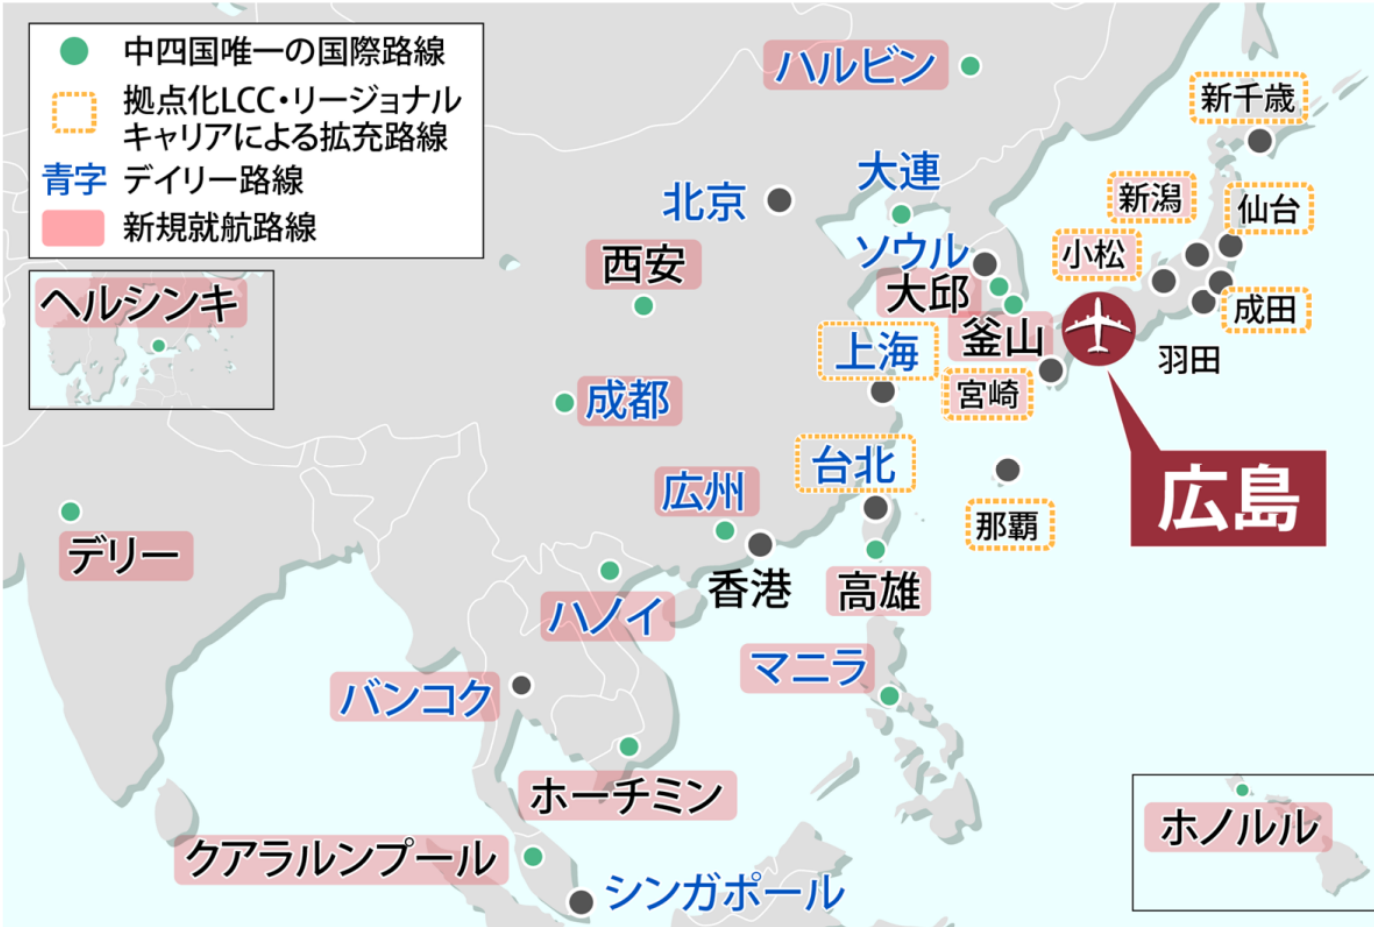 中四国唯一の国際路線
拠点化LCC・リージョナル
キャリアによる拡充路線
青字 デイリー路線
新規就航路線
ヘルシンキ
ハルビン
新千歳
大連
北京
新潟
仙台
ソウル
小松
西安
大邱
成田
釜山
上海
羽田
宮崎
成都
台北
広州
広島
那覇
デリー
香港
高雄
ハノイ
マニラ
バンコク
ホーチミン
ホノルル
クアラルンプール
シンガポール